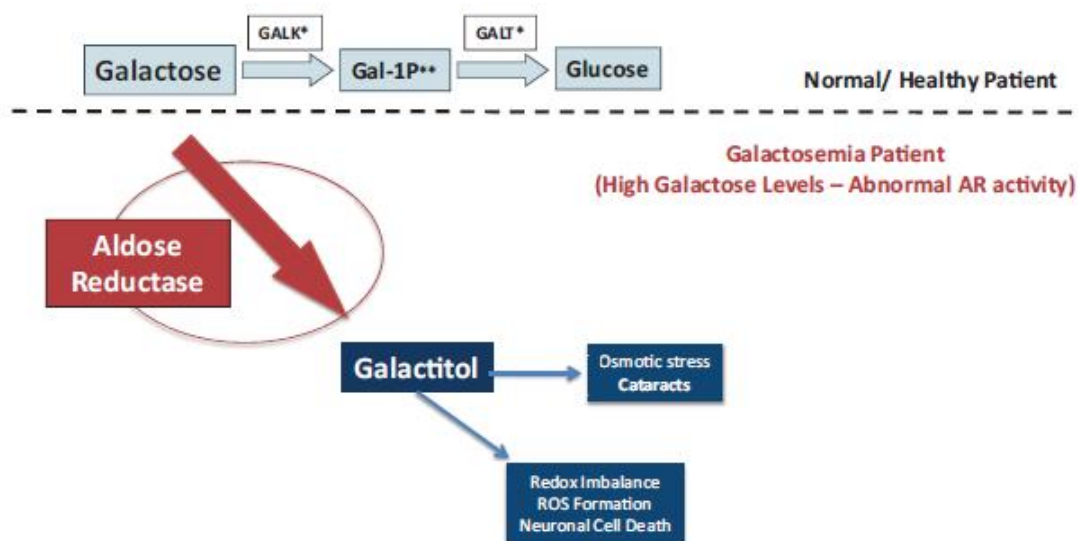 GALK*
GALT*
Galactose
Gal-1P**
Glucose
Normal/ Healthy Patient
Galactosemia Patient
(High Galactose Levels – Abnormal AR activity)
Aldose
Reductase
Galactitol
Osmotic stress
Cataracts
Redox Imbalance
ROS Formation
Neuronal Cell Death